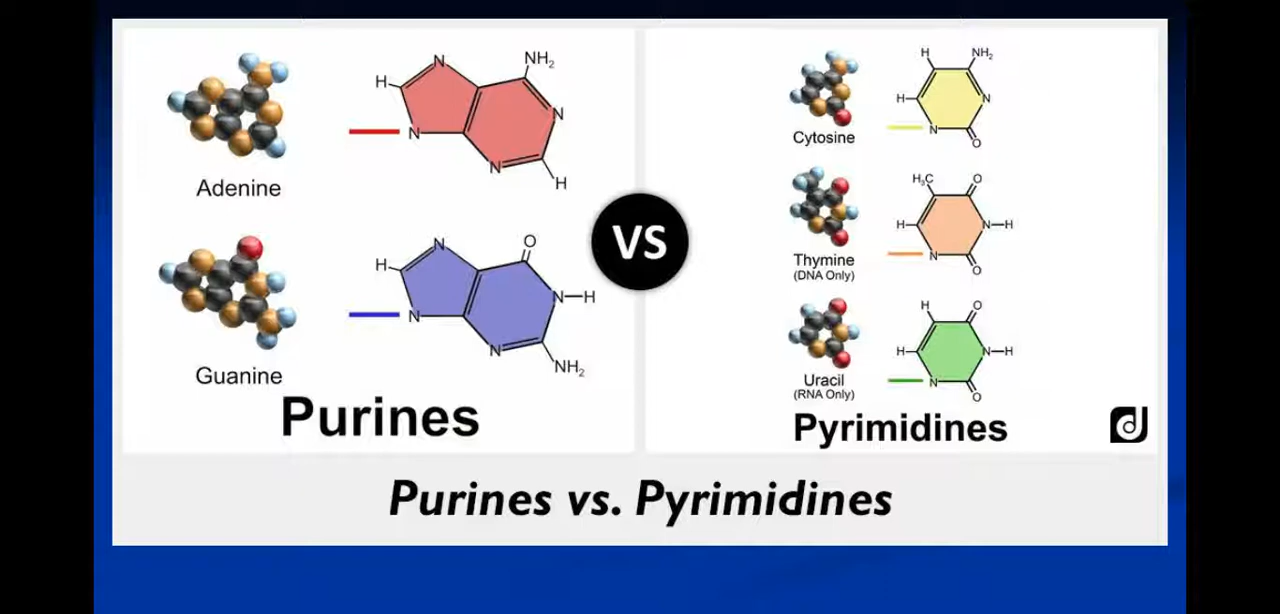 H
N
NH₂
N
N
N
H
Adenine
H
N
O
N
N
H
N
NH₂
Guanine
Purines
VS
H
NH₂
H
N
N
O
Cytosine
H₃C
O
H
N
H
N
O
Thymine
(DNA Only)
H
O
H
N
H
N
O
Uracil
(RNA Only)
Pyrimidines
d
Purines vs. Pyrimidines